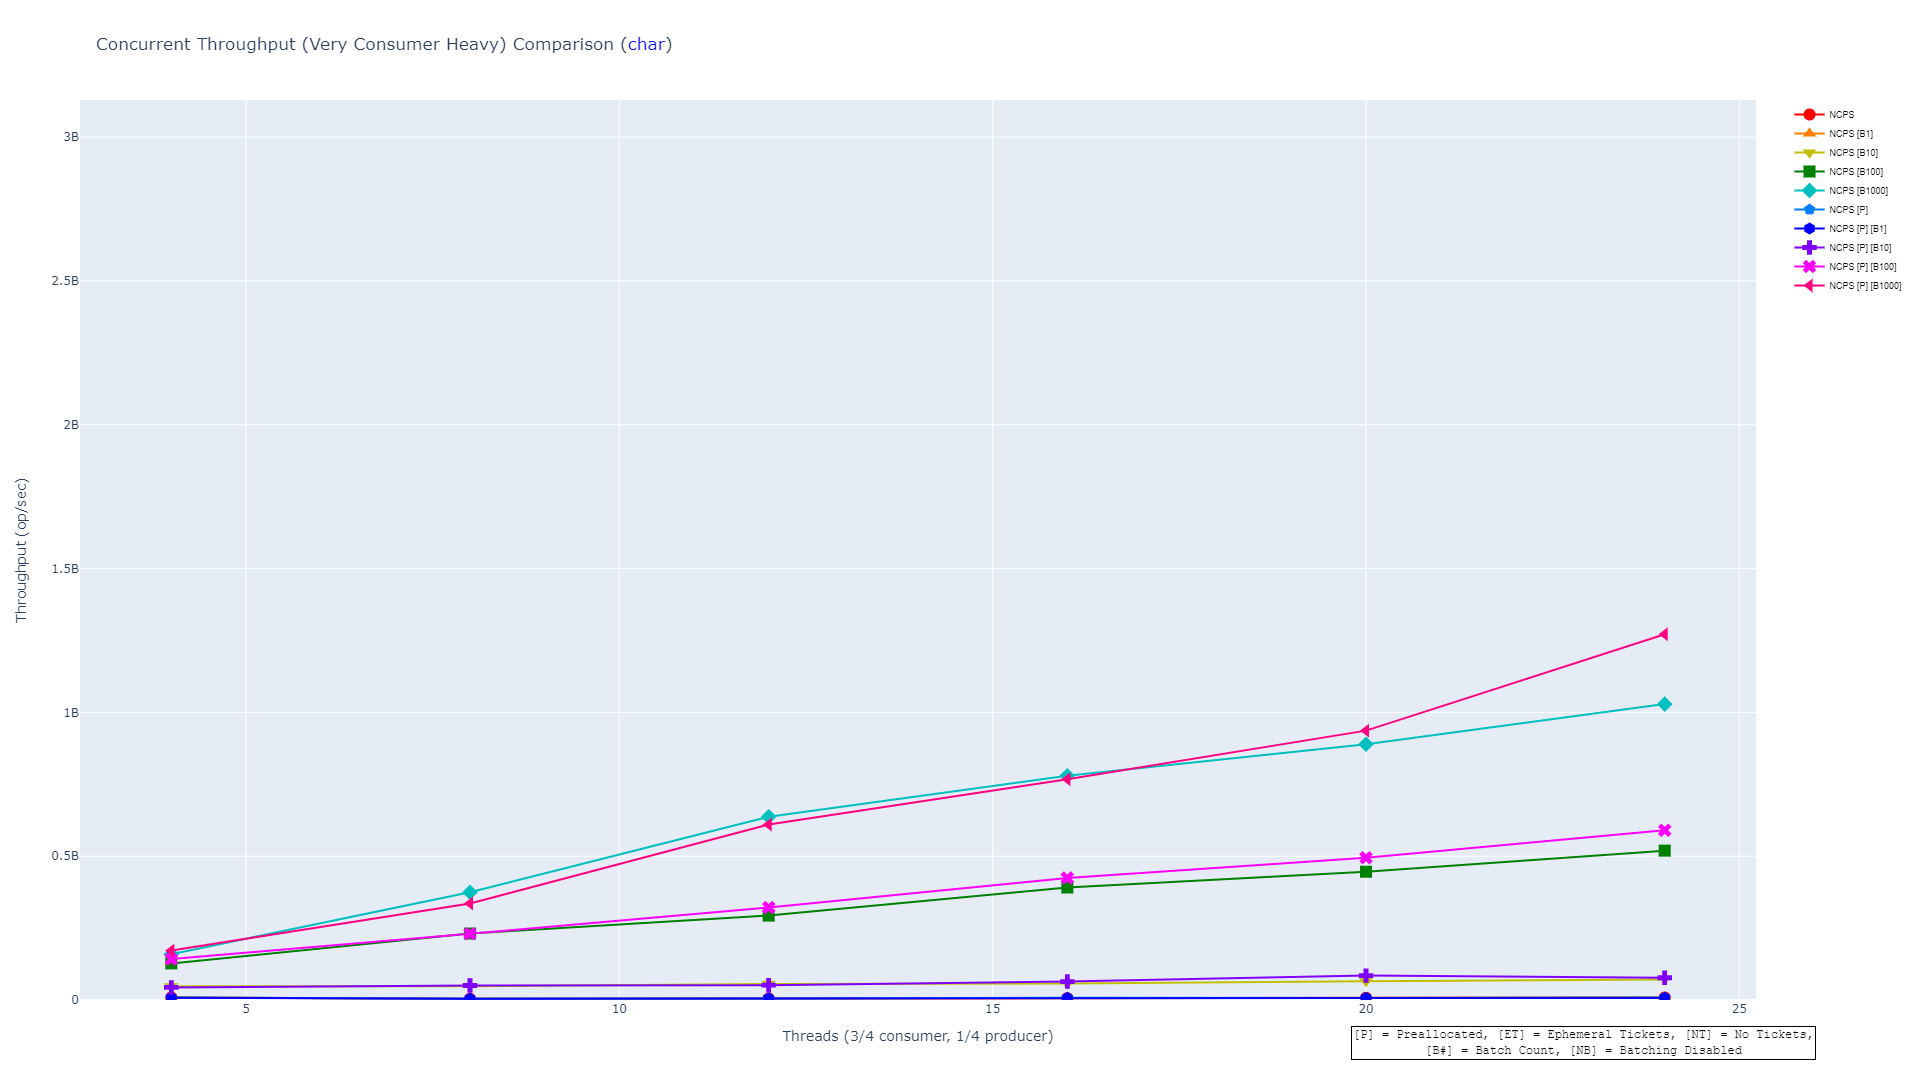 Concurrent Throughput (Very Consumer Heavy) Comparison (char)
NCPS
NCPS [B1]
NCPS [B10]
NCPS [B100]
NCPS [B1000]
NCPS [P]
NCPS [P] [B1]
NCPS [P] [B10]
NCPS [P] [B100]
NCPS [P] [B1000]
3B
2.5B
2B
1.5B
1B
0.5B
0
Throughput (op/sec)
5 10 15 20 25
Threads (3/4 consumer, 1/4 producer)
[P] = Preallocated, [ET] = Ephemeral Tickets, [NT] = No Tickets,
[B#] = Batch Count, [NB] = Batching Disabled